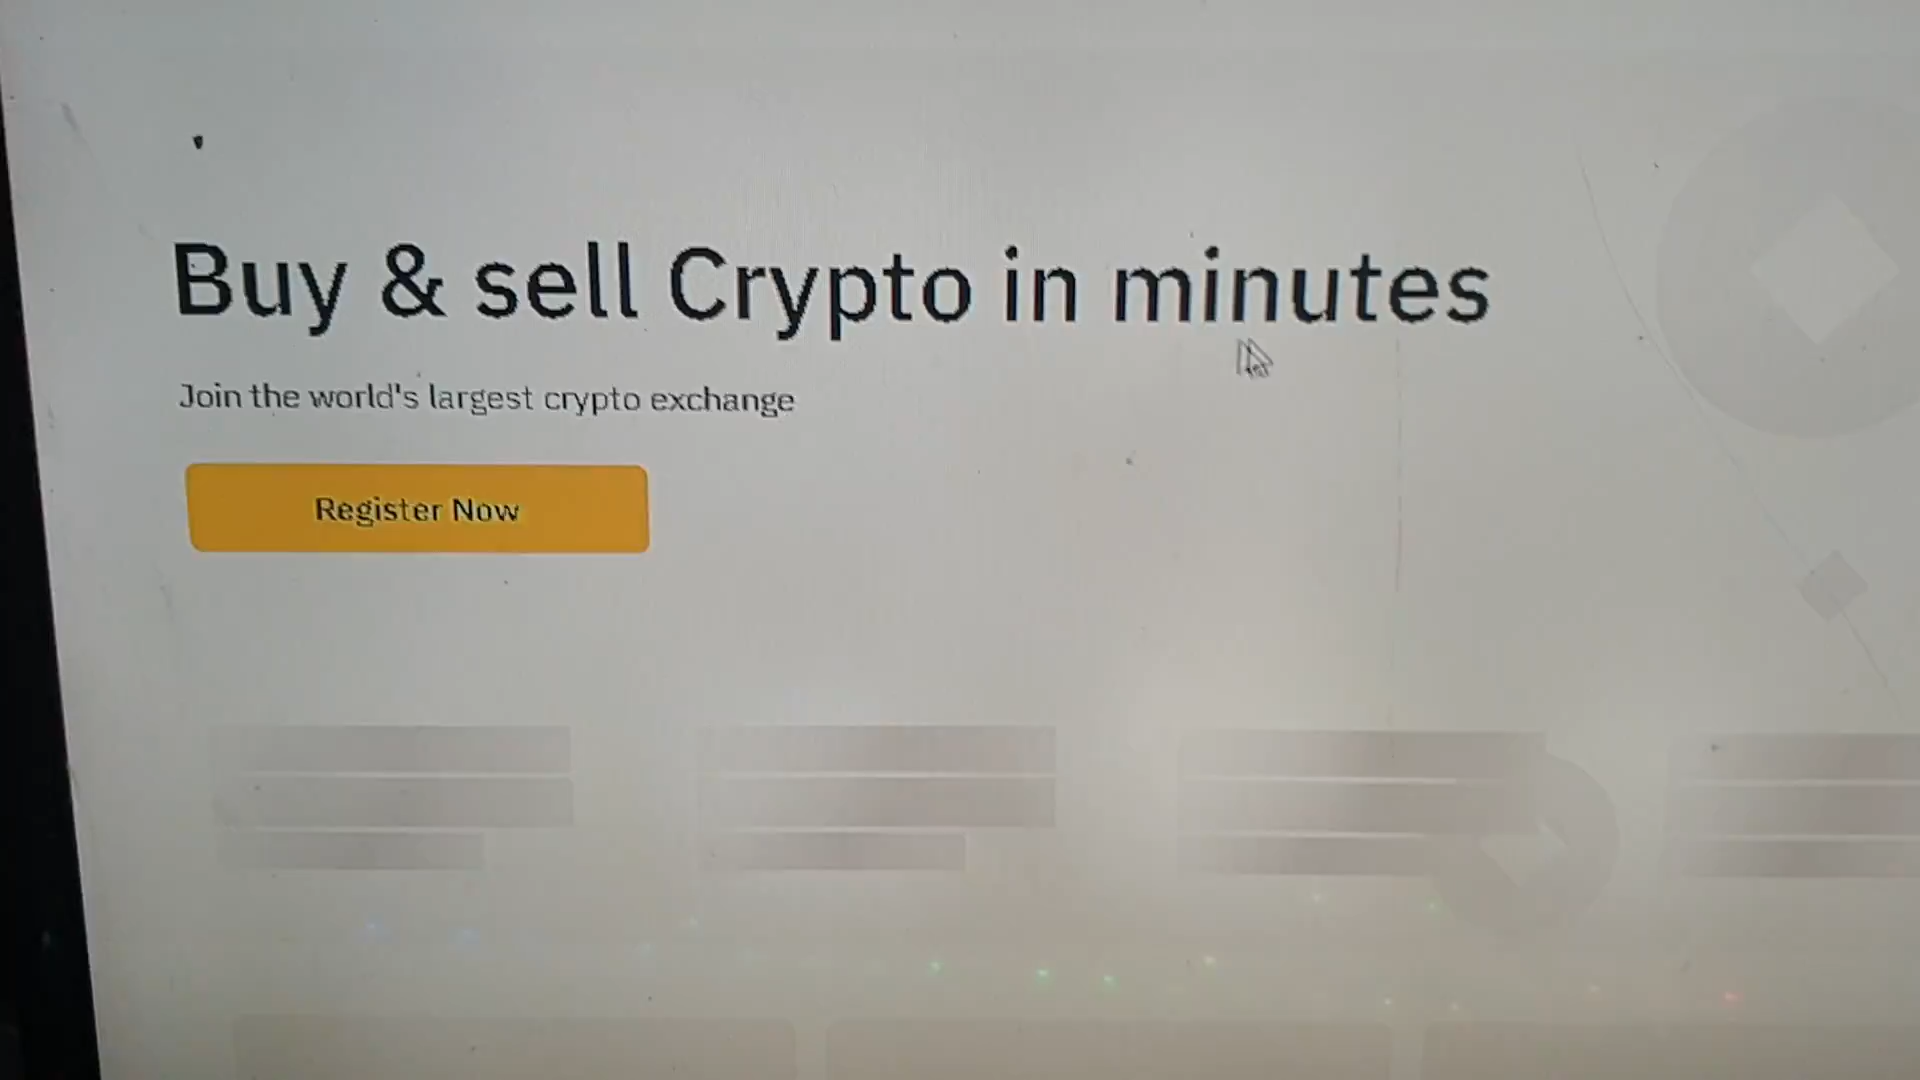 Buy & sell Crypto in minutes
Join the world's largest crypto exchange
Register Now